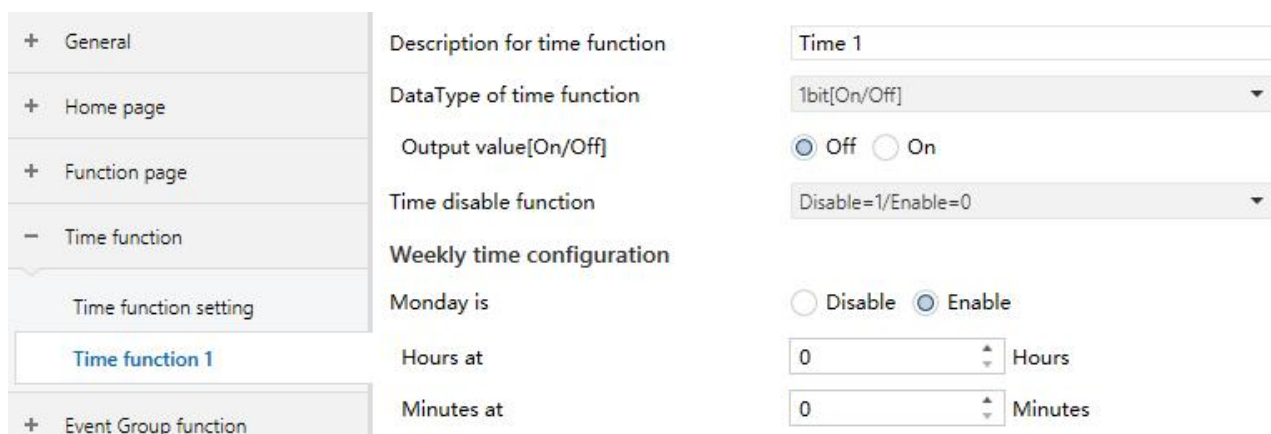 + General
+ Home page
+ Function page
− Time function
Time function setting
Time function 1
+ Event Group function
Description for time function Time 1
DataType of time function 1bit[On/Off]
Output value[On/Off] Off On
Time disable function Disable=1/Enable=0
Weekly time configuration
Monday is Disable Enable
Hours at 0 Hours
Minutes at 0 Minutes